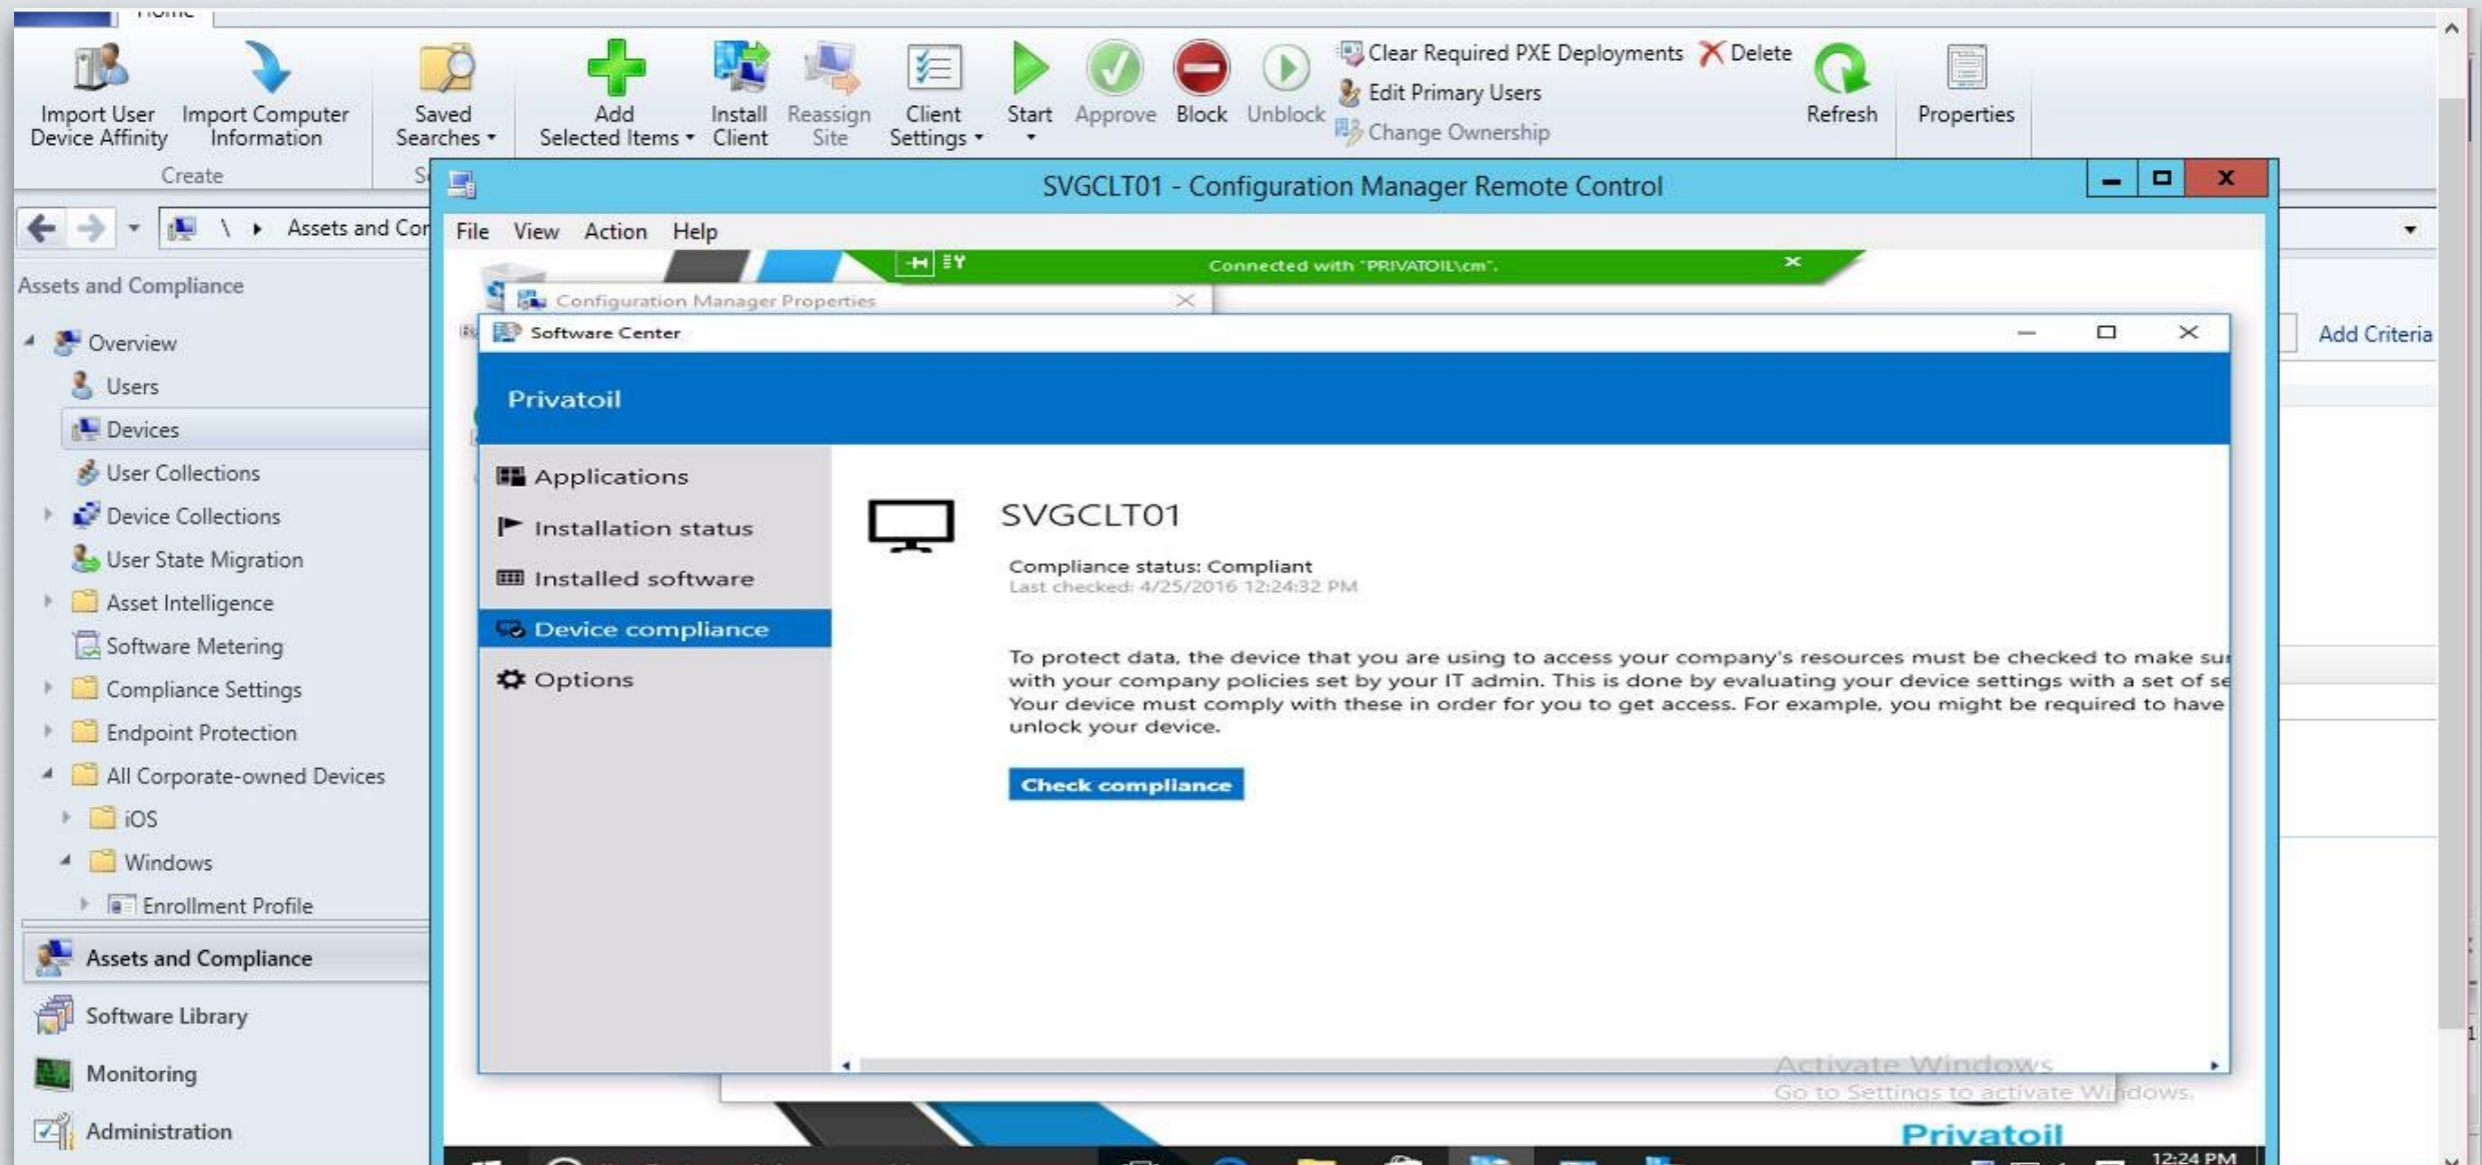 Home
Import User
Device Affinity
Import Computer
Information
Saved
Searches
Add
Selected Items
Install
Client
Reassign
Site
Client
Settings
Start
Approve
Block
Unblock
Clear Required PXE Deployments
Delete
Edit Primary Users
Change Ownership
Refresh
Properties
Create
SVGCLT01 - Configuration Manager Remote Control
\ Assets and Cor
File View Action Help
Connected with "PRIVATOIL\cm".
Assets and Compliance
Configuration Manager Properties
Software Center
Add Criteria
Overview
Users
Devices
User Collections
Device Collections
User State Migration
Asset Intelligence
Software Metering
Compliance Settings
Endpoint Protection
All Corporate-owned Devices
iOS
Windows
Enrollment Profile
Assets and Compliance
Software Library
Monitoring
Administration
Privatoil
Applications
Installation status
Installed software
Device compliance
Options
SVGCLT01
Compliance status: Compliant
Last checked: 4/25/2016 12:24:32 PM
To protect data, the device that you are using to access your company's resources must be checked to make sur
with your company policies set by your IT admin. This is done by evaluating your device settings with a set of se
Your device must comply with these in order for you to get access. For example, you might be required to have
unlock your device.
Check compliance
Activate Windows
Go to Settings to activate Windows.
Privatoil
12:24 PM